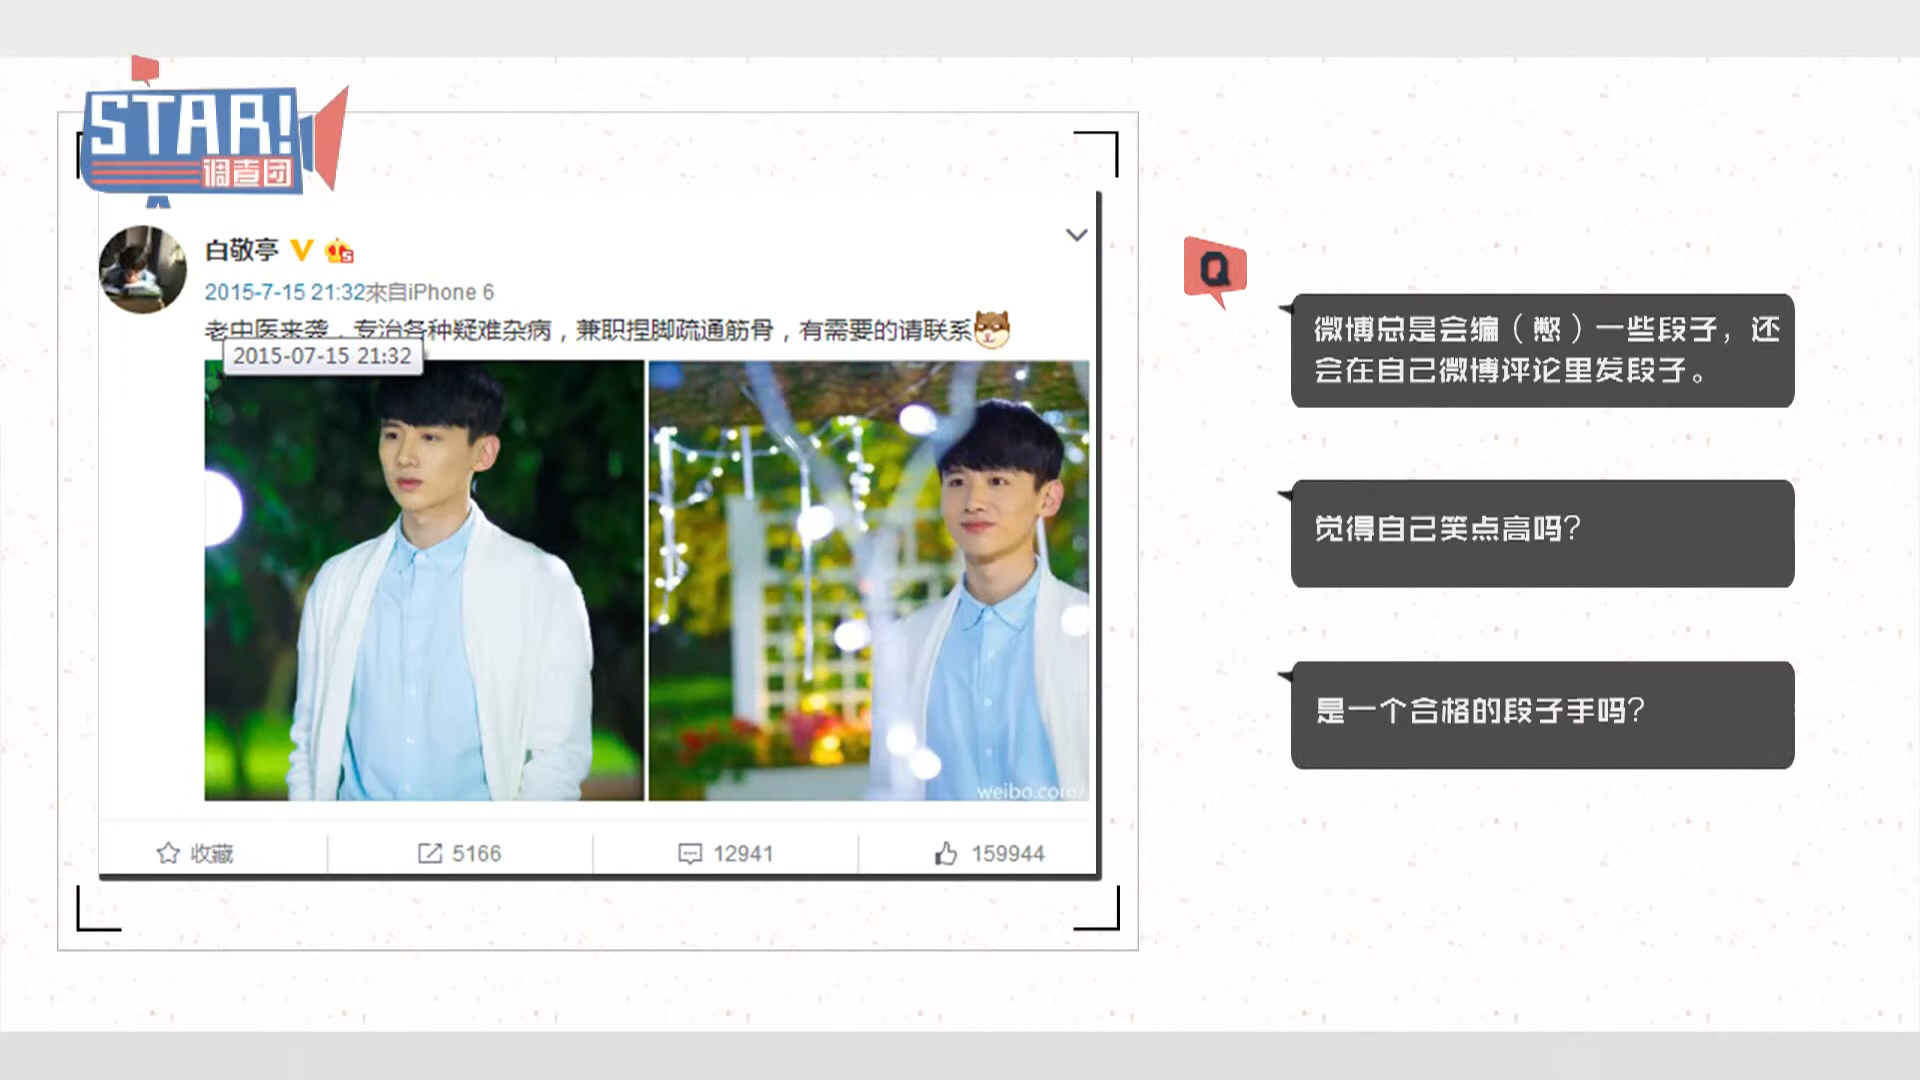 STAR!
调查团
白敬亭
2015-7-15 21:32來自iPhone 6
老中医来袭，专治各种疑难杂病，兼职捏脚疏通筋骨，有需要的请联系
2015-07-15 21:32
weibo.com/
收藏
5166
12941
159944
Q
微博总是会编（憋）一些段子，还
会在自己微博评论里发段子。
觉得自己笑点高吗？
是一个合格的段子手吗？